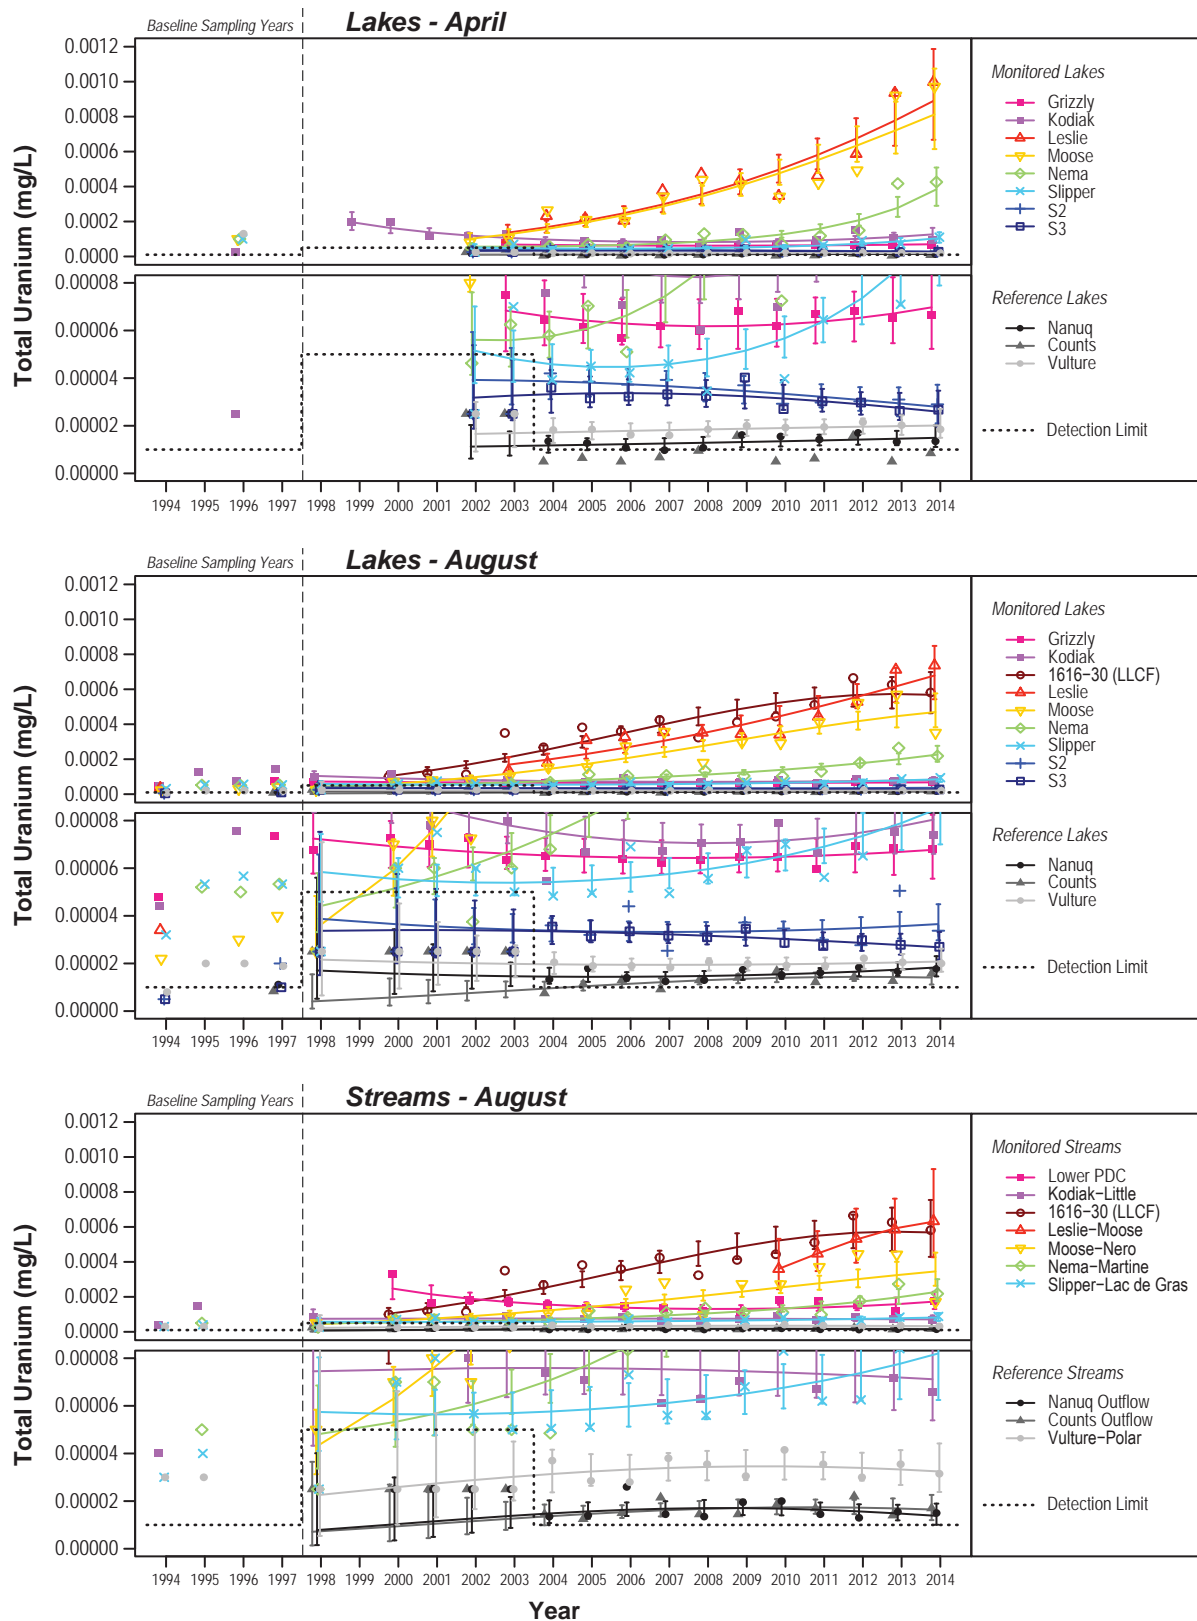 Baseline Sampling Years
Lakes - April
0.0012
0.0010
0.0008
0.0006
0.0004
0.0002
0.0000
0.00008
0.00006
0.00004
0.00002
0.00000
Total Uranium (mg/L)
1994 1995 1996 1997 1998 1999 2000 2001 2002 2003 2004 2005 2006 2007 2008 2009 2010 2011 2012 2013 2014
Monitored Lakes
Grizzly
Kodiak
Leslie
Moose
Nema
Slipper
S2
S3
Reference Lakes
Nanuq
Counts
Vulture
Detection Limit
Baseline Sampling Years
Lakes - August
0.0012
0.0010
0.0008
0.0006
0.0004
0.0002
0.0000
0.00008
0.00006
0.00004
0.00002
0.00000
Total Uranium (mg/L)
1994 1995 1996 1997 1998 1999 2000 2001 2002 2003 2004 2005 2006 2007 2008 2009 2010 2011 2012 2013 2014
Monitored Lakes
Grizzly
Kodiak
1616-30 (LLCF)
Leslie
Moose
Nema
Slipper
S2
S3
Reference Lakes
Nanuq
Counts
Vulture
Detection Limit
Baseline Sampling Years
Streams - August
0.0012
0.0010
0.0008
0.0006
0.0004
0.0002
0.0000
0.00008
0.00006
0.00004
0.00002
0.00000
Total Uranium (mg/L)
1994 1995 1996 1997 1998 1999 2000 2001 2002 2003 2004 2005 2006 2007 2008 2009 2010 2011 2012 2013 2014
Year
Monitored Streams
Lower PDC
Kodiak−Little
1616−30 (LLCF)
Leslie−Moose
Moose−Nero
Nema−Martine
Slipper−Lac de Gras
Reference Streams
Nanuq Outflow
Counts Outflow
Vulture−Polar
Detection Limit